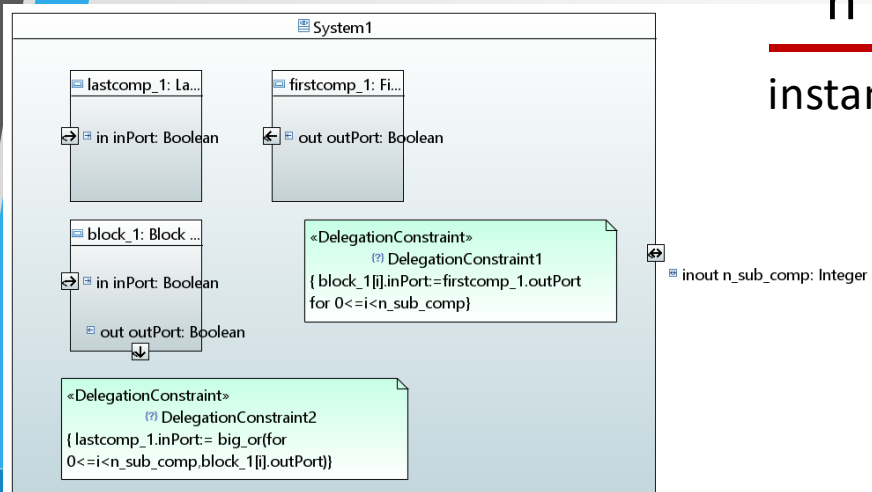 System1
lastcomp_1: La...
in inPort: Boolean
firstcomp_1: Fi...
out outPort: Boolean
block_1: Block ...
in inPort: Boolean
out outPort: Boolean
«DelegationConstraint»
DelegationConstraint1
{ block_1[i].inPort:=firstcomp_1.outPort
for 0<=i<n_sub_comp}
inout n_sub_comp: Integer
«DelegationConstraint»
DelegationConstraint2
{ lastcomp_1.inPort:= big_or(for
0<=i<n_sub_comp,block_1[i].outPort)}